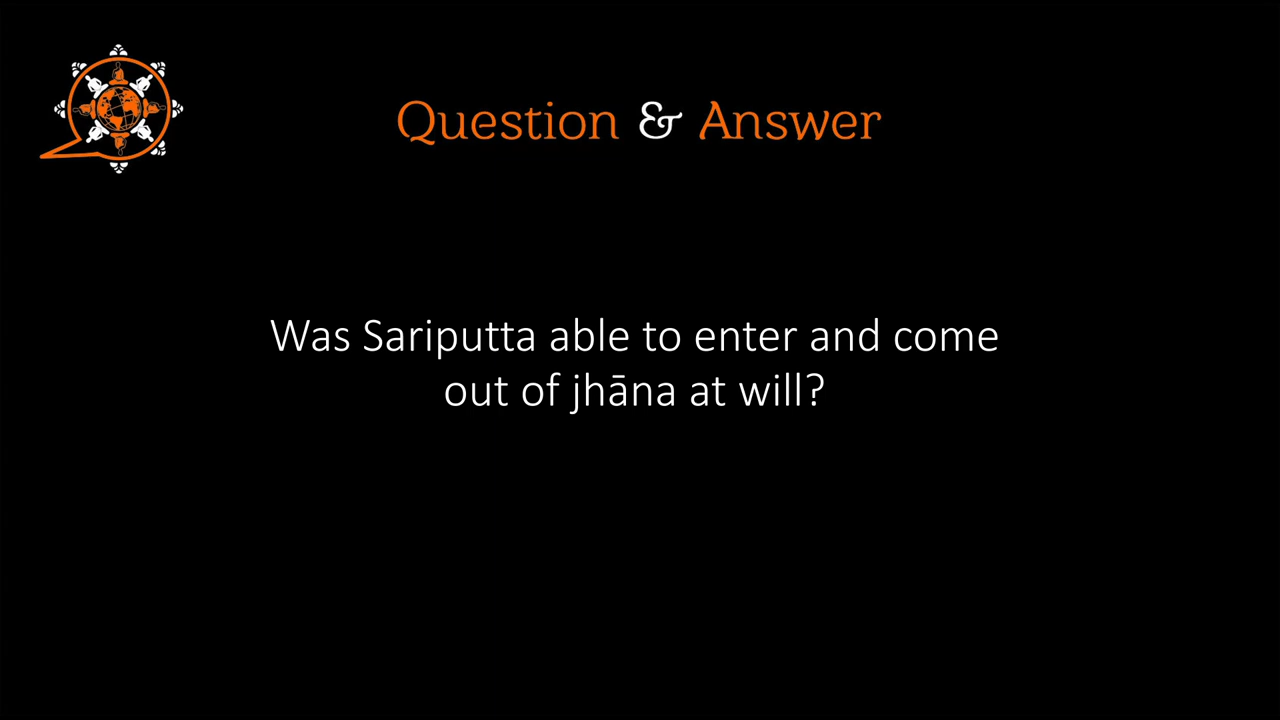 Question & Answer
Was Sariputta able to enter and come
out of jhāna at will?